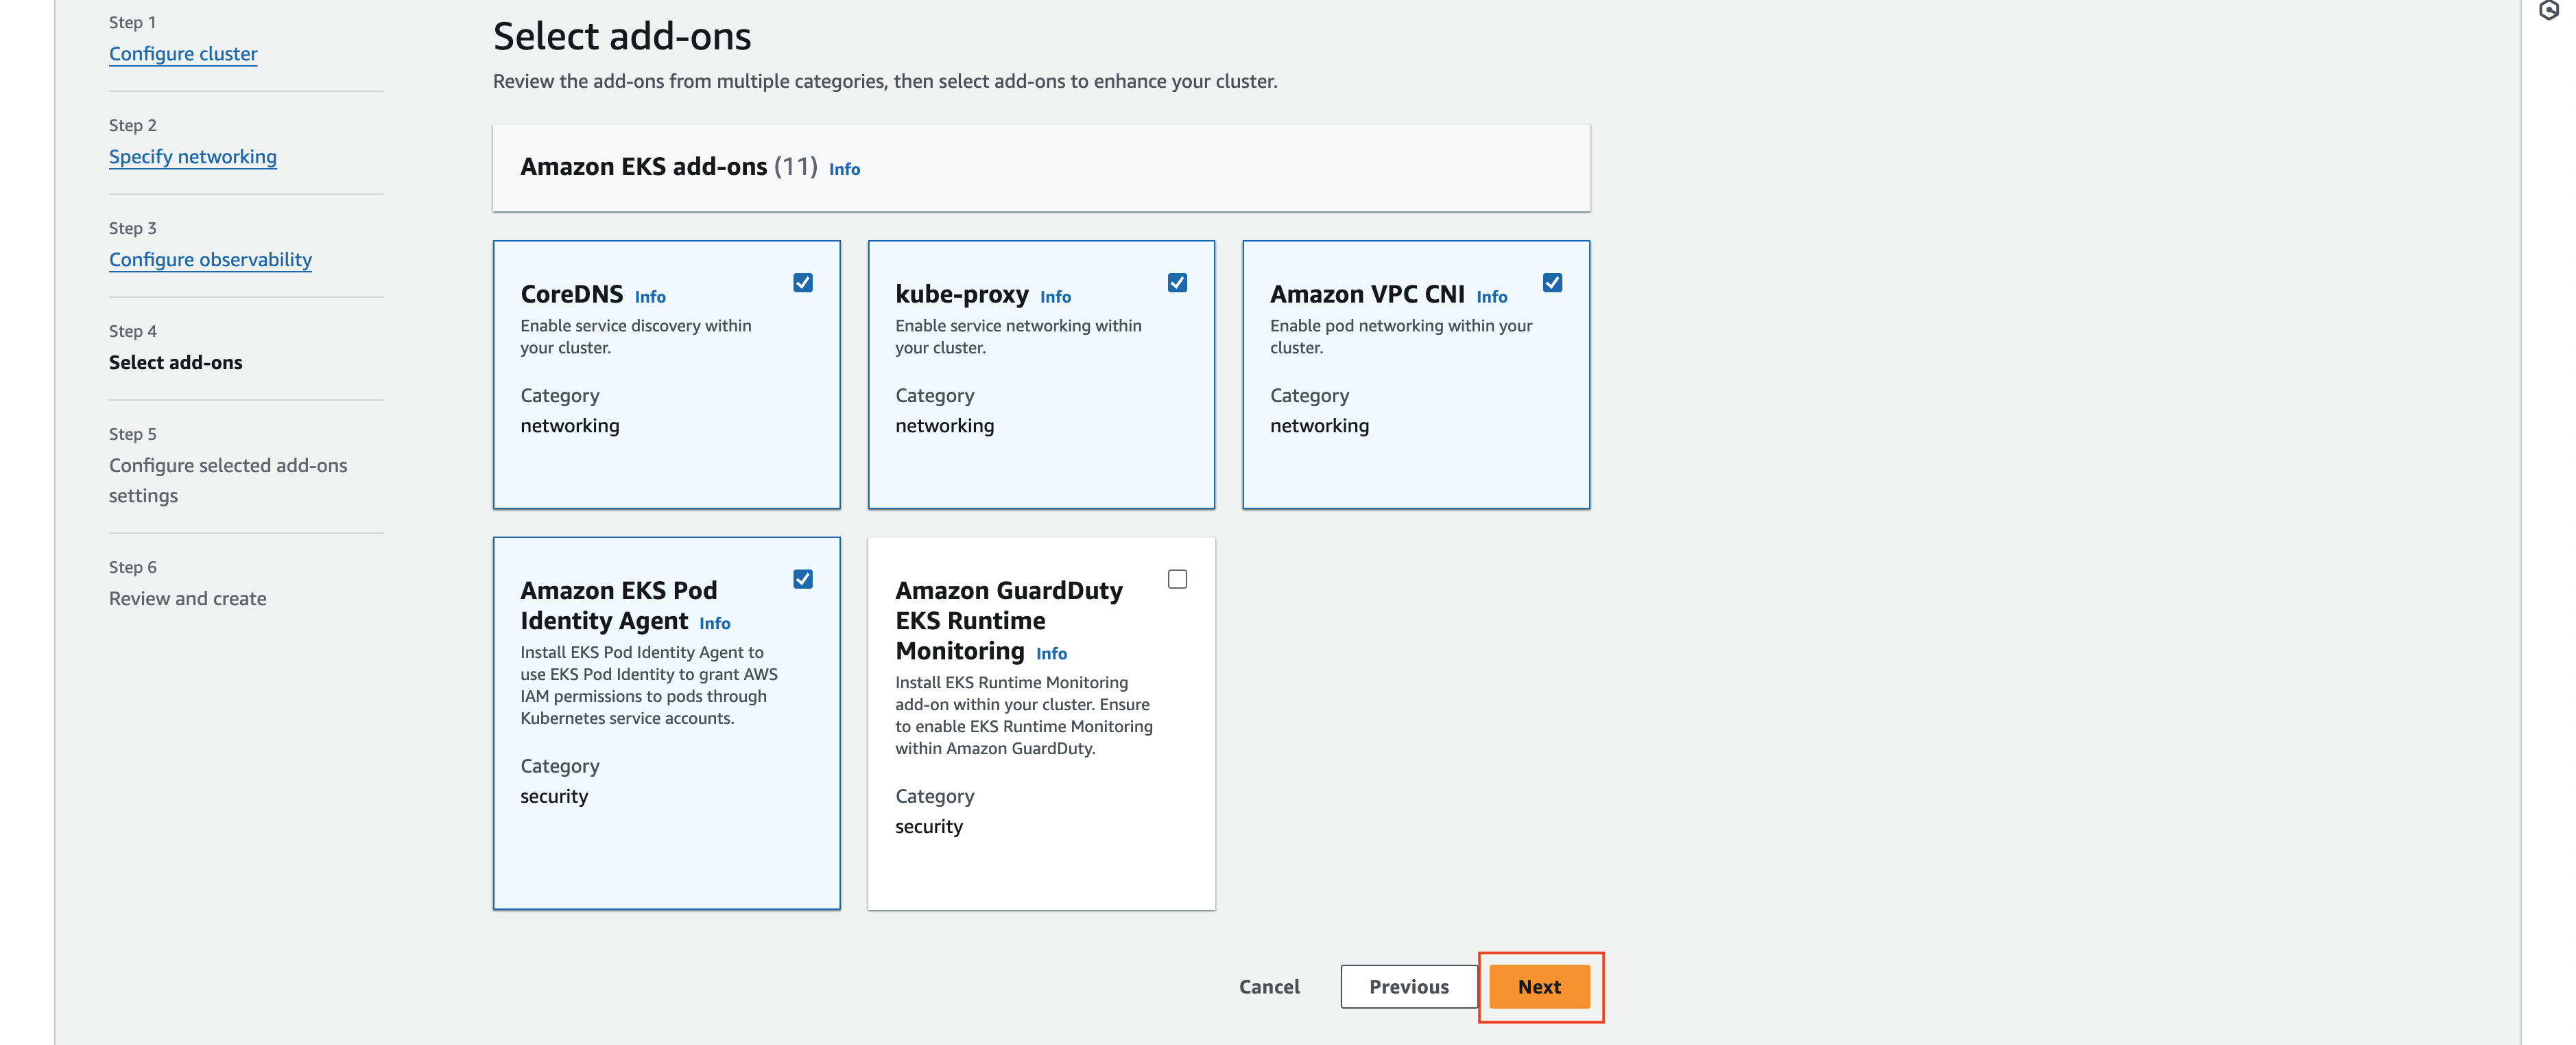 Step 1
Configure cluster
Step 2
Specify networking
Step 3
Configure observability
Step 4
Select add-ons
Step 5
Configure selected add-ons
settings
Step 6
Review and create
Select add-ons
Review the add-ons from multiple categories, then select add-ons to enhance your cluster.
Amazon EKS add-ons (11) Info
CoreDNS Info
Enable service discovery within
your cluster.
Category
networking
kube-proxy Info
Enable service networking within
your cluster.
Category
networking
Amazon VPC CNI Info
Enable pod networking within your
cluster.
Category
networking
Amazon EKS Pod
Identity Agent Info
Install EKS Pod Identity Agent to
use EKS Pod Identity to grant AWS
IAM permissions to pods through
Kubernetes service accounts.
Category
security
Amazon GuardDuty
EKS Runtime
Monitoring Info
Install EKS Runtime Monitoring
add-on within your cluster. Ensure
to enable EKS Runtime Monitoring
within Amazon GuardDuty.
Category
security
Cancel
Previous
Next